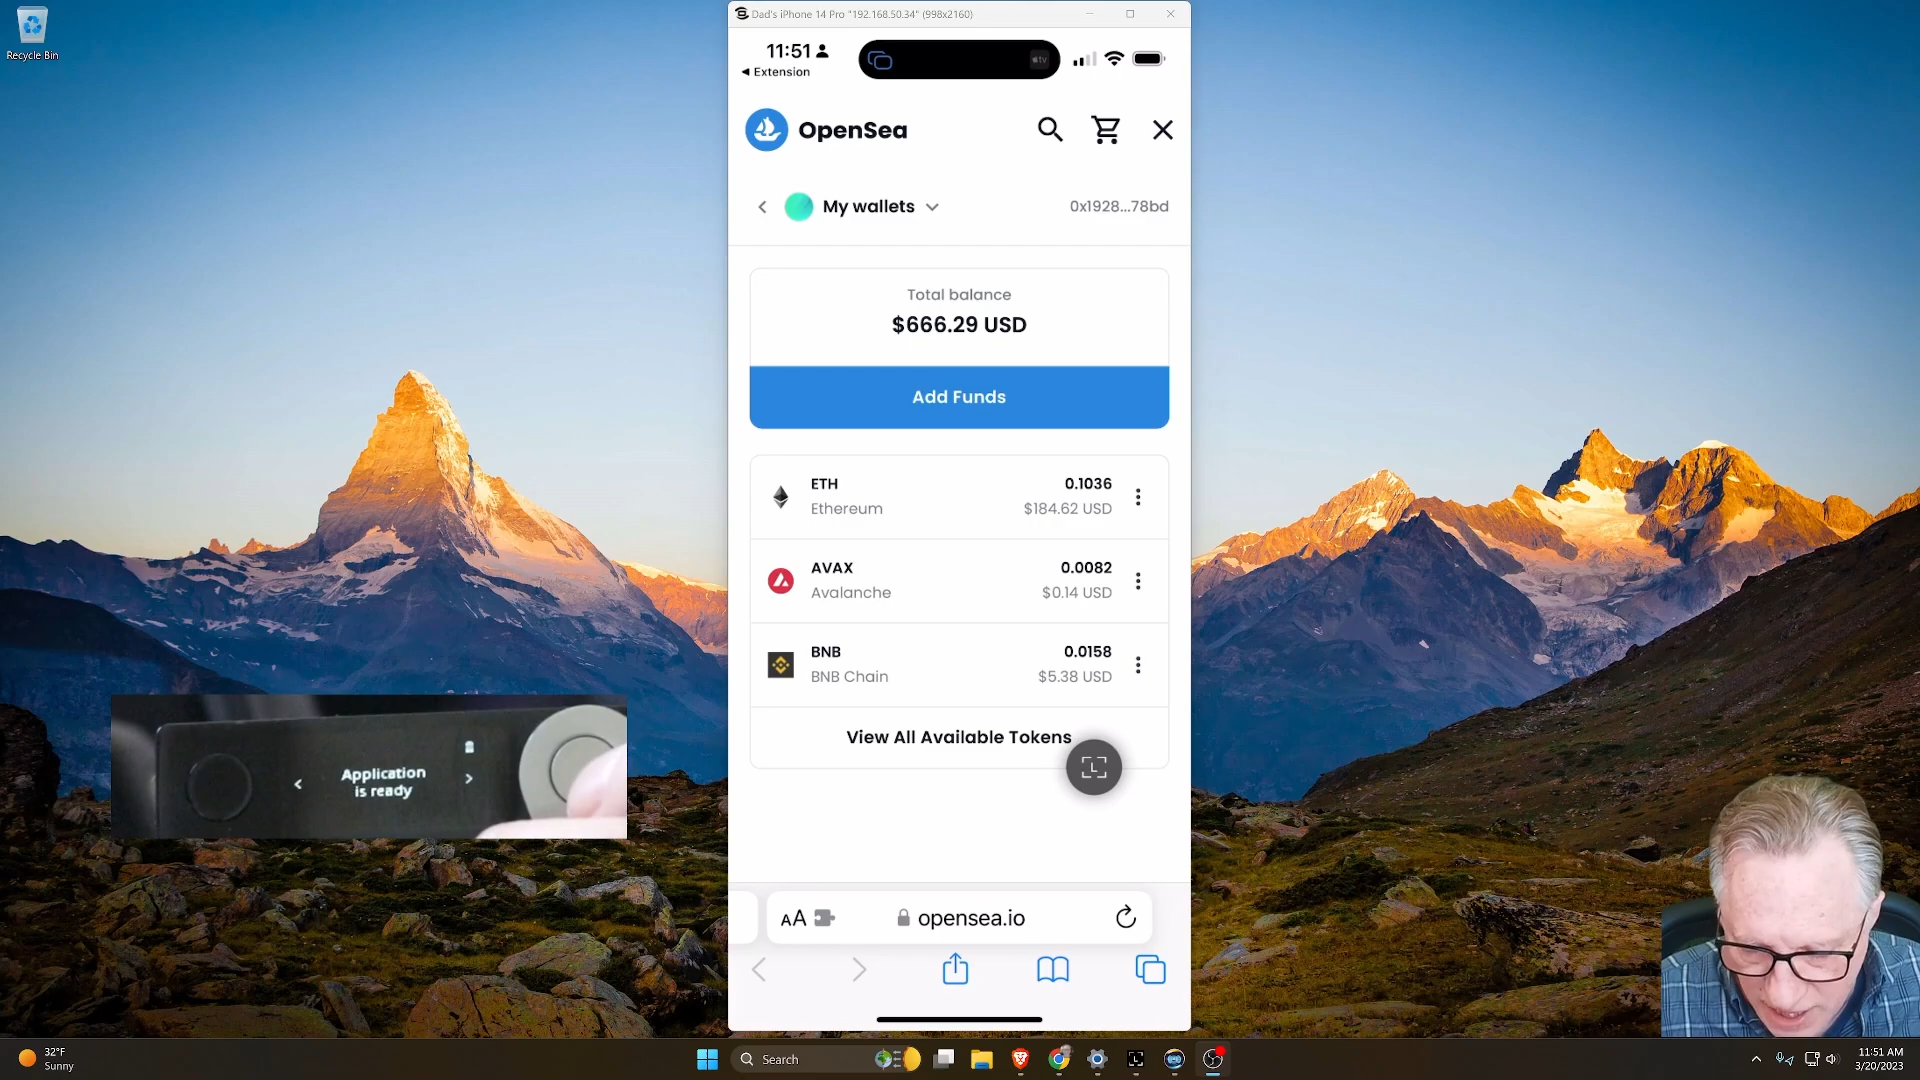 Recycle Bin
Dad's iPhone 14 Pro "192.168.50.34" (998x2160)
11:51
Extension
tv
OpenSea
My wallets
0x1928...78bd
Total balance
$666.29 USD
Add Funds
ETH
0.1036
Ethereum
$184.62 USD
AVAX
0.0082
Avalanche
$0.14 USD
BNB
0.0158
BNB Chain
$5.38 USD
View All Available Tokens
L
Application
is ready
AA
opensea.io
32°F
Sunny
Search
L
11:51 AM
3/20/2023